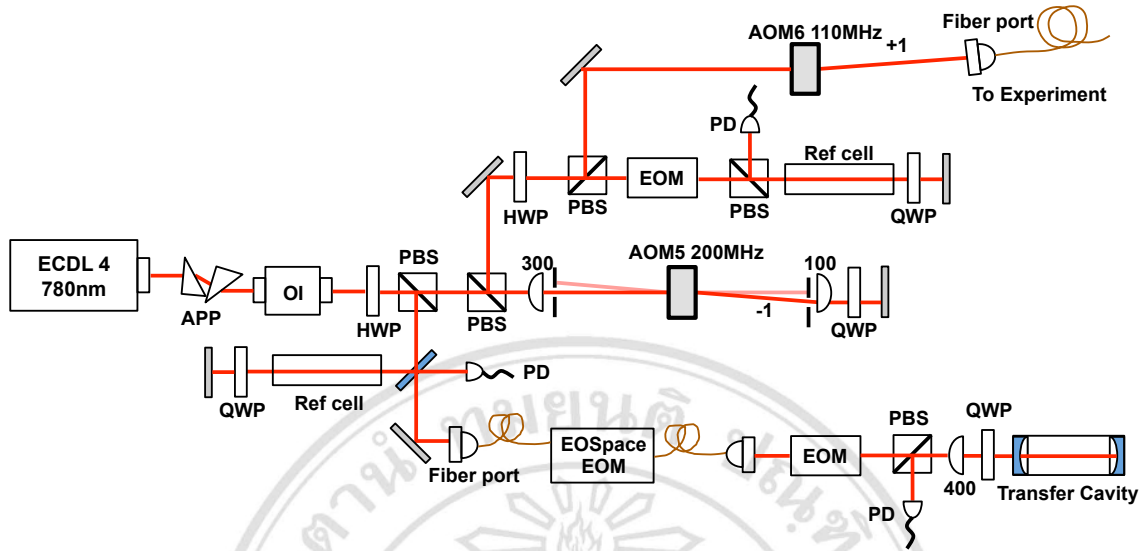 AOM6 110MHz
+1
Fiber port
To Experiment
PD
Ref cell
EOM
HWP
PBS
PBS
QWP
ECDL 4
780nm
APP
OI
HWP
PBS
PBS
300
AOM5 200MHz
-1
100
QWP
QWP
Ref cell
PD
Fiber port
EOSpace
EOM
EOM
PBS
QWP
400
Transfer Cavity
PD